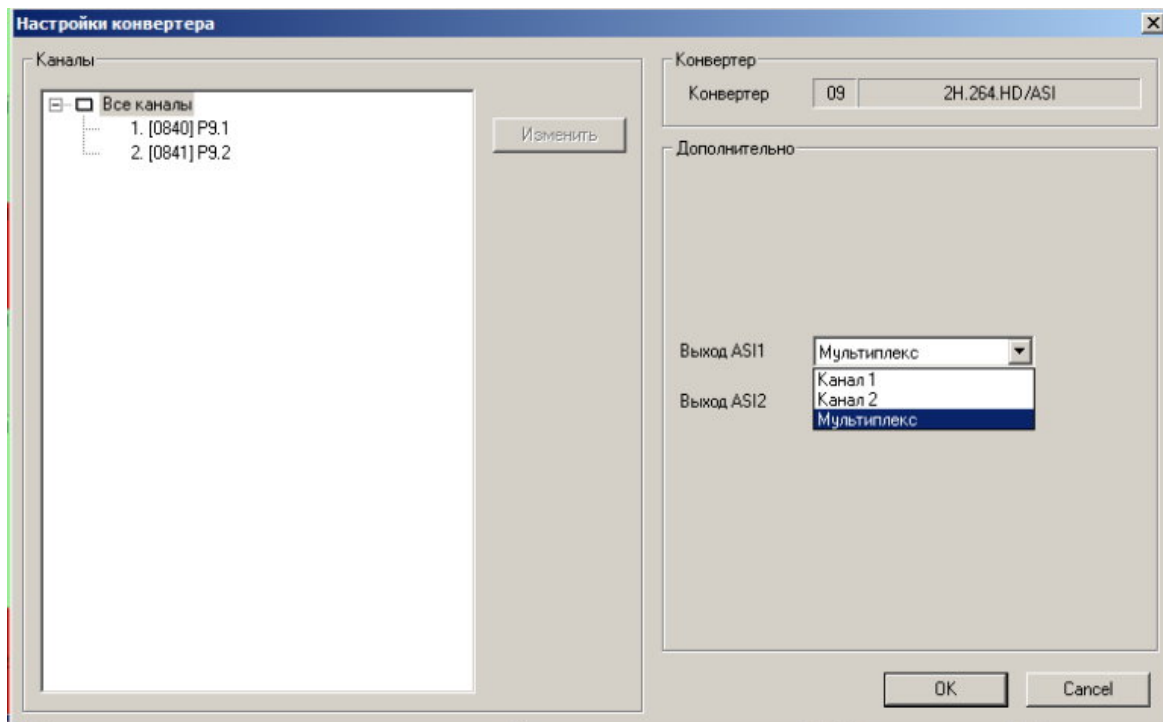 Настройки конвертера
Каналы
Все каналы
1. [0840] P9.1
2. [0841] P9.2
Изменить
Конвертер
Конвертер 09 2H.264.HD/ASI
Дополнительно
Выход ASI1 Мультиплекс
Канал 1
Выход ASI2 Канал 2
Мультиплекс
OK Cancel